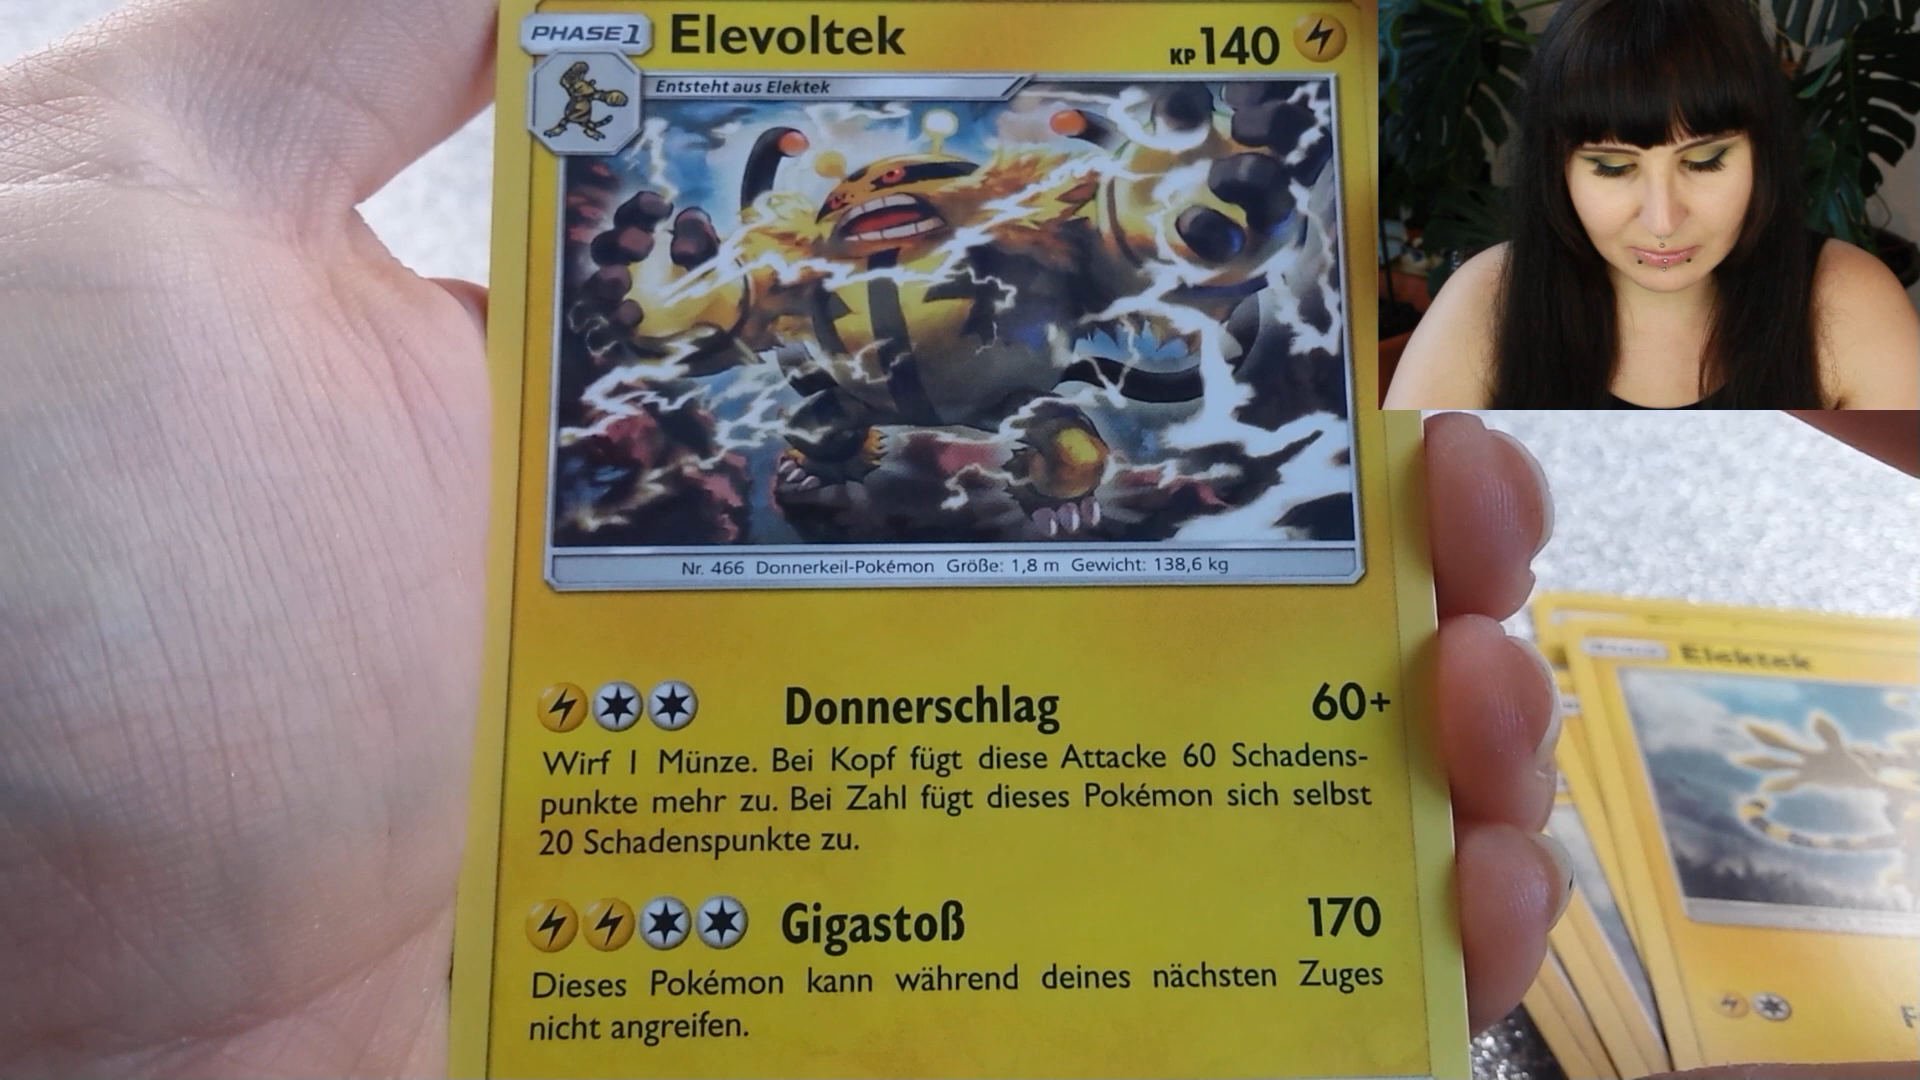 PHASE 1 Elevoltek KP 140
Entsteht aus Elektek
Nr. 466 Donnerkeil-Pokémon Größe: 1,8 m Gewicht: 138,6 kg
Donnerschlag 60+
Wirf 1 Münze. Bei Kopf fügt diese Attacke 60 Schadens-
punkte mehr zu. Bei Zahl fügt dieses Pokémon sich selbst
20 Schadenspunkte zu.
Gigastoß 170
Dieses Pokémon kann während deines nächsten Zuges
nicht angreifen.
Elektek